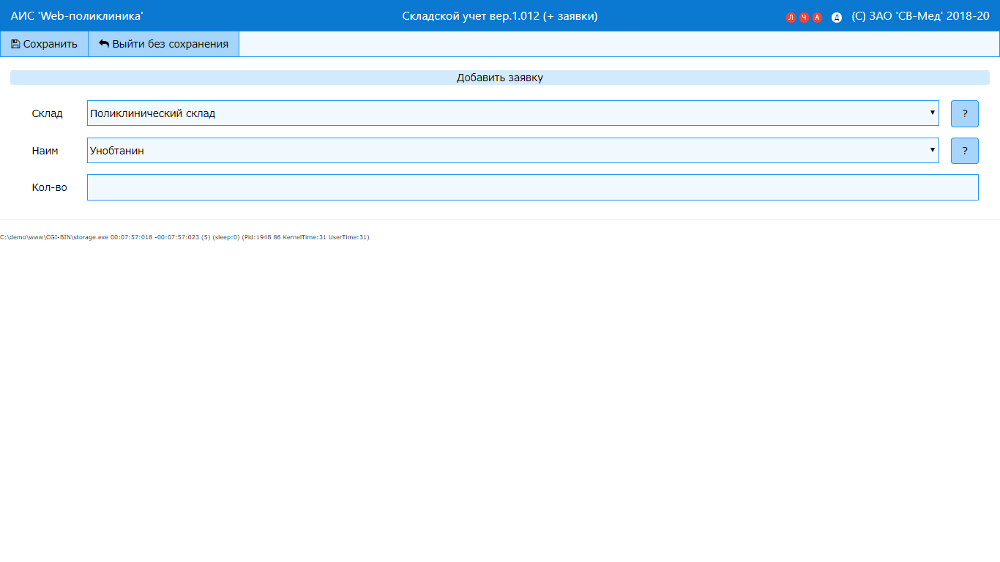 АИС 'Web-поликлиника' Складской учет вер.1.012 (+ заявки) Л Ч А Д (C) ЗАО 'СВ-Мед' 2018-20
Сохранить Выйти без сохранения
Добавить заявку
Склад Поликлинический склад ?
Наим Унобтанин ?
Кол-во
C:\demo\www\CGI-BIN\storage.exe 00:07:57:018 -00:07:57:023 (5) (sleep:0) (Pid:1948 86 KernelTime:31 UserTime:31)